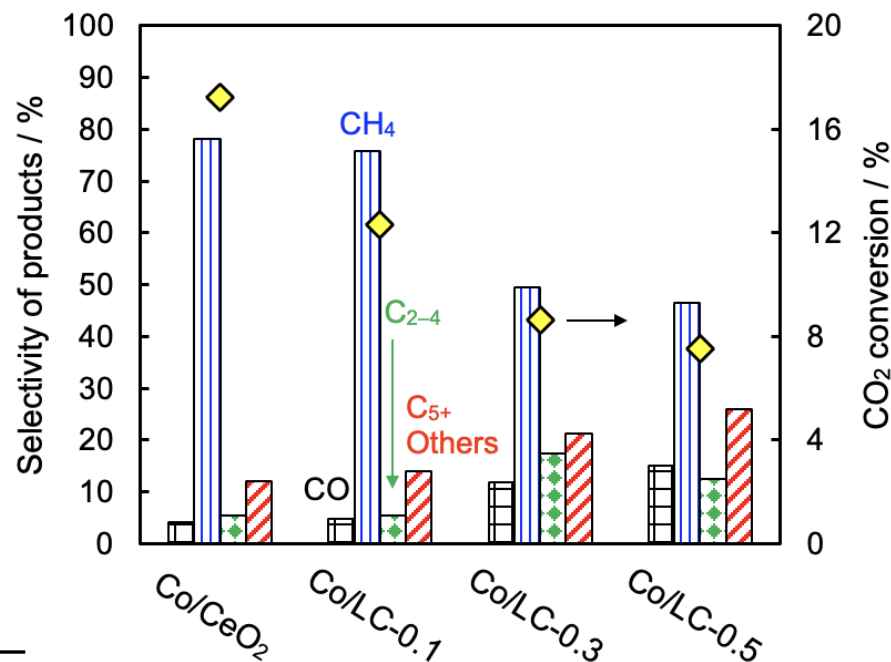 Selectivity of products / %
100
90
80
70
60
50
40
30
20
10
0
CH₄
C₂₋₄
C₅₊
Others
CO
20
16
12
8
4
0
CO₂ conversion / %
Co/CeO₂
Co/LC-0.1
Co/LC-0.3
Co/LC-0.5